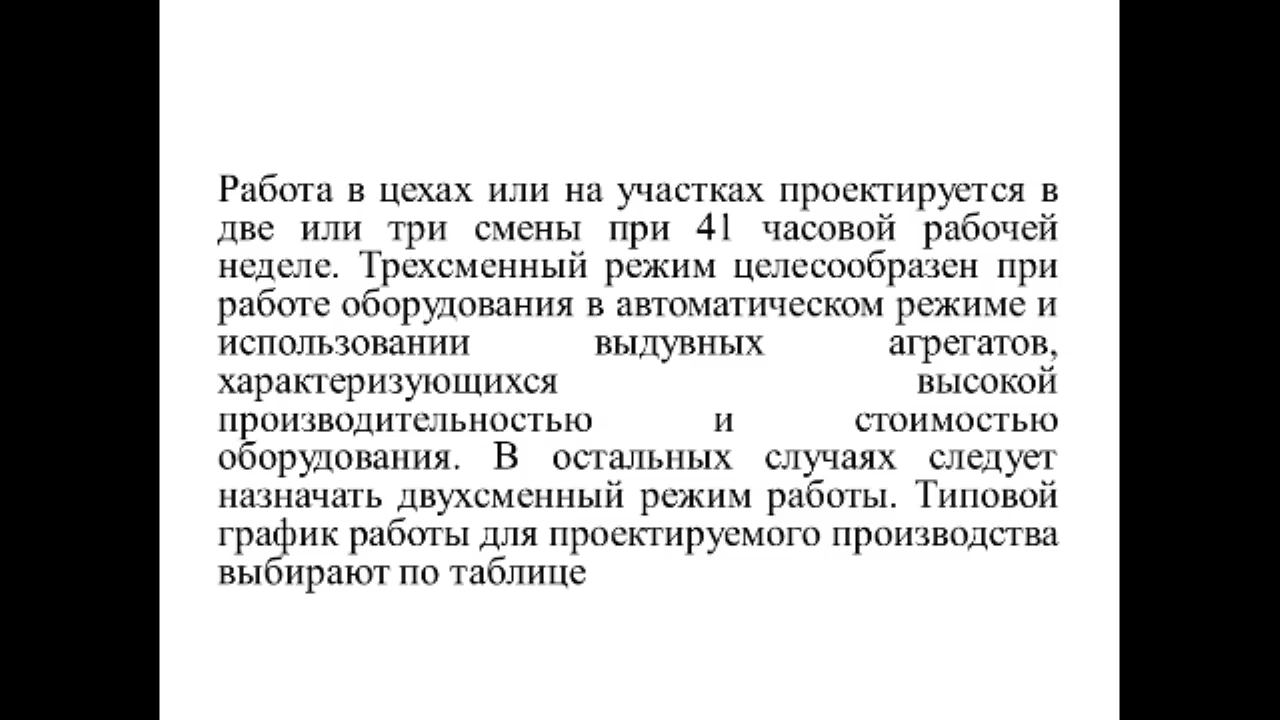 Работа в цехах или на участках проектируется в
две или три смены при 41 часовой рабочей
неделе. Трехсменный режим целесообразен при
работе оборудования в автоматическом режиме и
использовании выдувных агрегатов,
характеризующихся высокой
производительностью и стоимостью
оборудования. В остальных случаях следует
назначать двухсменный режим работы. Типовой
график работы для проектируемого производства
выбирают по таблице